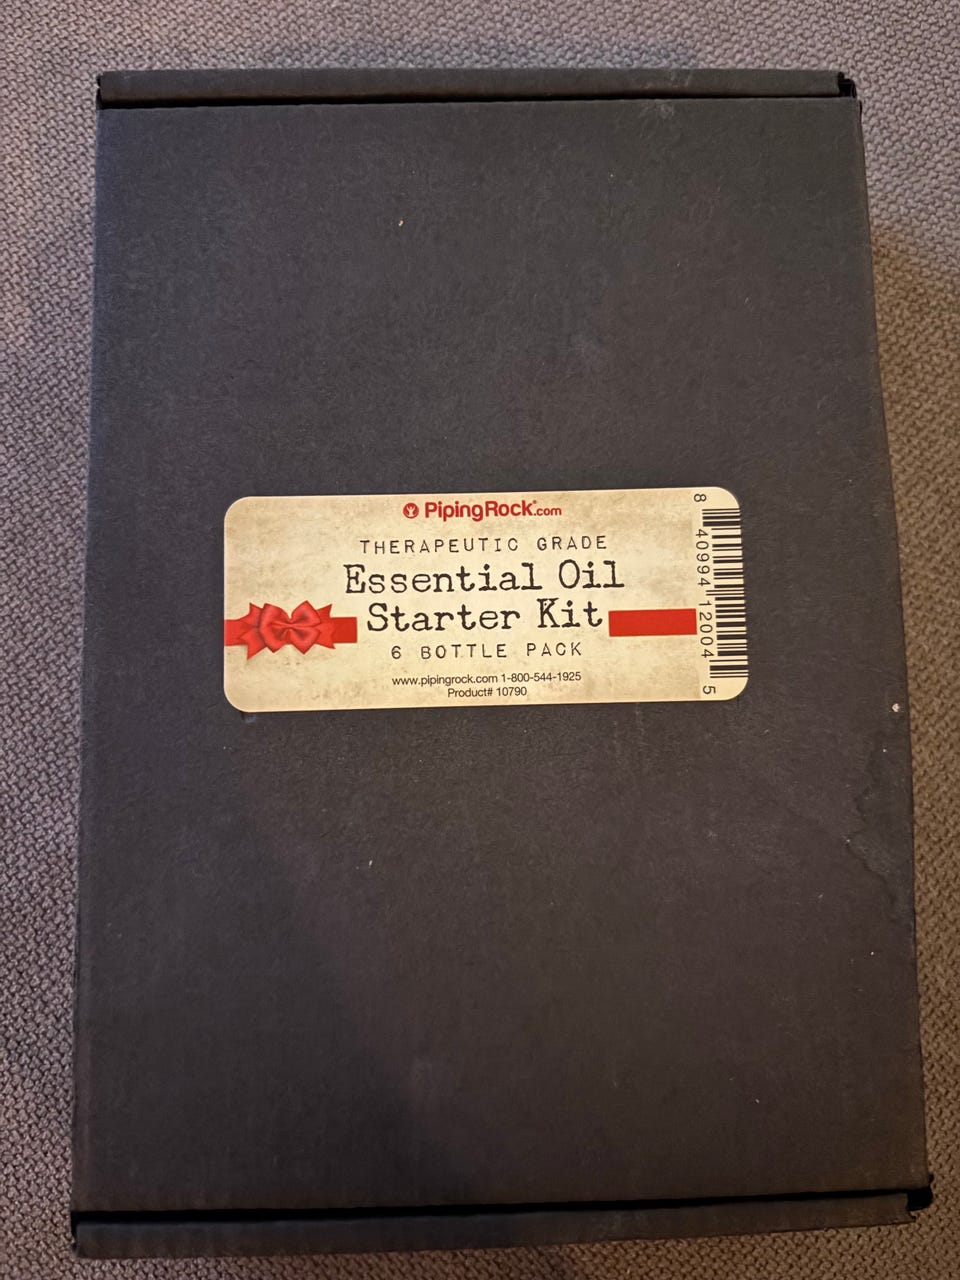 PipingRock.com
THERAPEUTIC GRADE
Essential Oil
Starter Kit
6 BOTTLE PACK
www.pipingrock.com 1-800-544-1925
Product# 10790
8 40994 12004 5